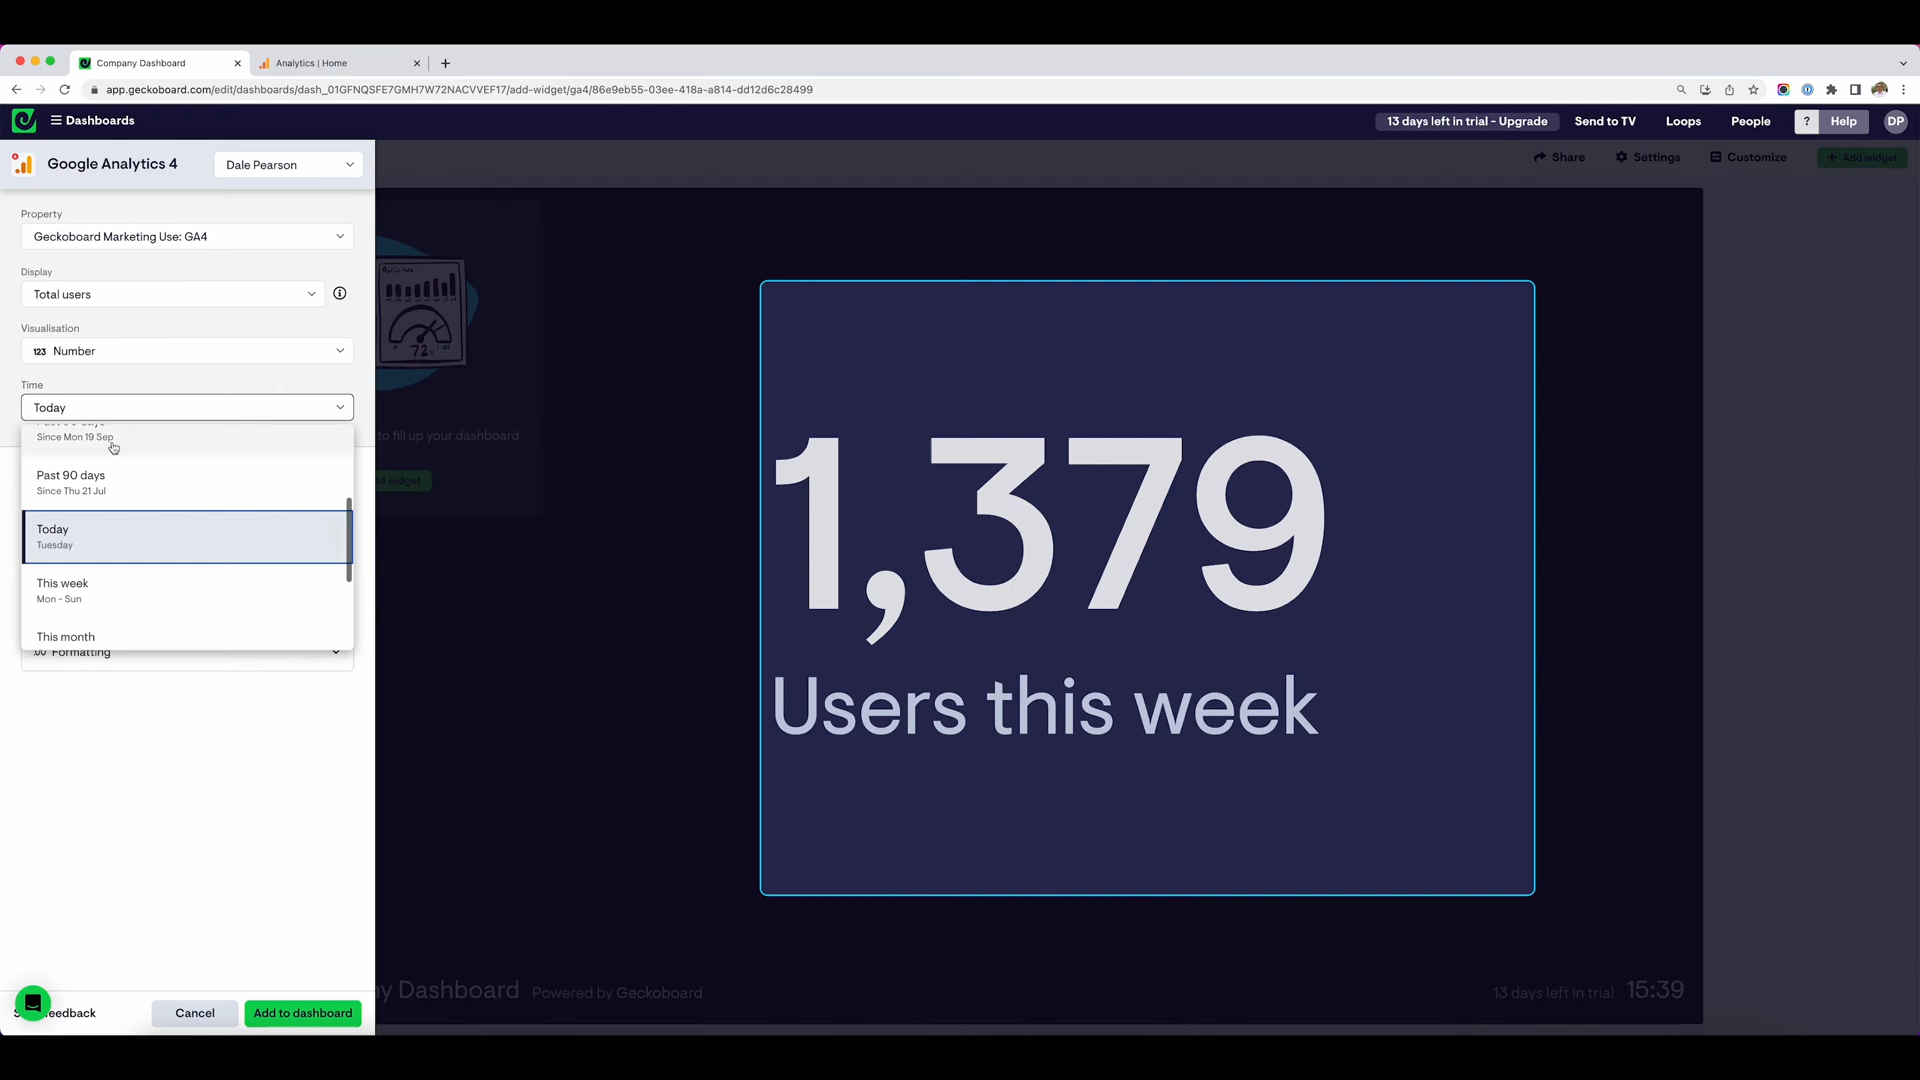 Company Dashboard
Analytics | Home
app.geckoboard.com/edit/dashboards/dash_01GFNQSFE7GMH7W72NACVVEF17/add-widget/ga4/86e9eb55-03ee-418a-a814-dd12d6c28499
Dashboards
13 days left in trial - Upgrade
Send to TV
Loops
People
?
Help
DP
Google Analytics 4
Dale Pearson
Share
Settings
Customize
+ Add widget
Property
Geckoboard Marketing Use: GA4
Display
Total users
Visualisation
123 Number
Time
Today
Since Mon 19 Sep
Past 90 days
Since Thu 21 Jul
Today
Tuesday
This week
Mon - Sun
This month
.00 Formatting
72
to fill up your dashboard
widget
1,379
Users this week
Dashboard
Powered by Geckoboard
13 days left in trial
15:39
Cancel
Add to dashboard